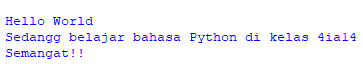 Hello World
Sedangg belajar bahasa Python di kelas 4ia14
Semangat!!